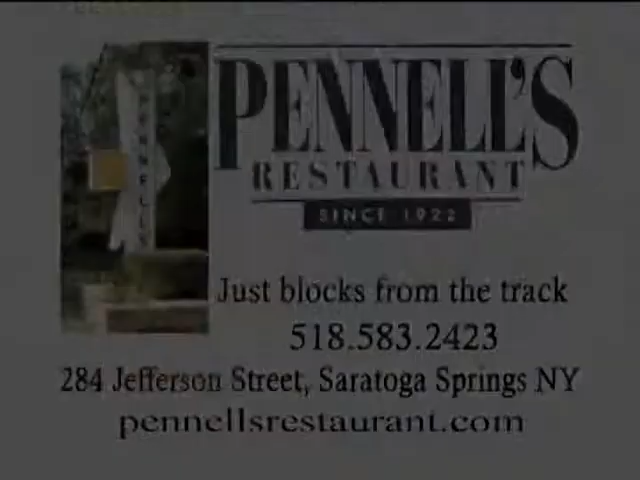 PENNELL'S
PENNELL'S
RESTAURANT
SINCE 1922
Just blocks from the track
518.583.2423
284 Jefferson Street, Saratoga Springs NY
pennellsrestaurant.com